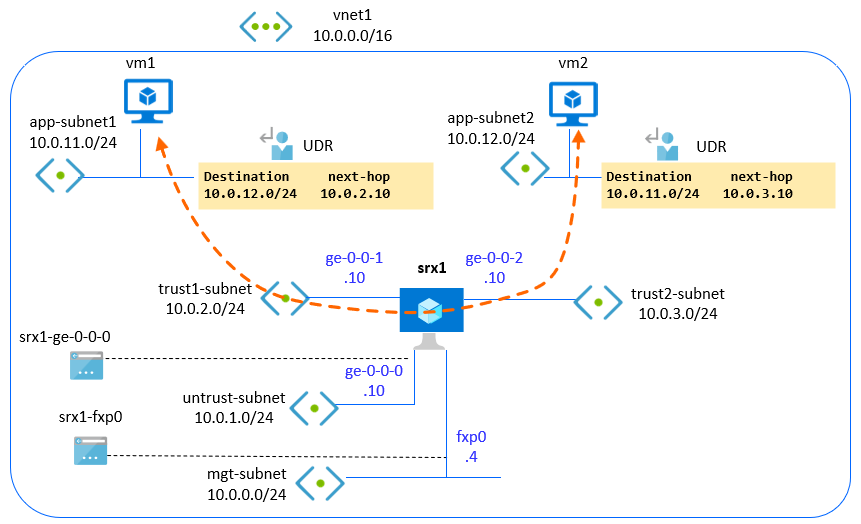 vnet1
10.0.0.0/16
vm1
vm2
app-subnet1
10.0.11.0/24
UDR
Destination next-hop
10.0.12.0/24 10.0.2.10
app-subnet2
10.0.12.0/24
UDR
Destination next-hop
10.0.11.0/24 10.0.3.10
ge-0-0-1
.10
srx1
ge-0-0-2
.10
trust1-subnet
10.0.2.0/24
trust2-subnet
10.0.3.0/24
srx1-ge-0-0-0
ge-0-0-0
.10
untrust-subnet
10.0.1.0/24
srx1-fxp0
fxp0
.4
mgt-subnet
10.0.0.0/24